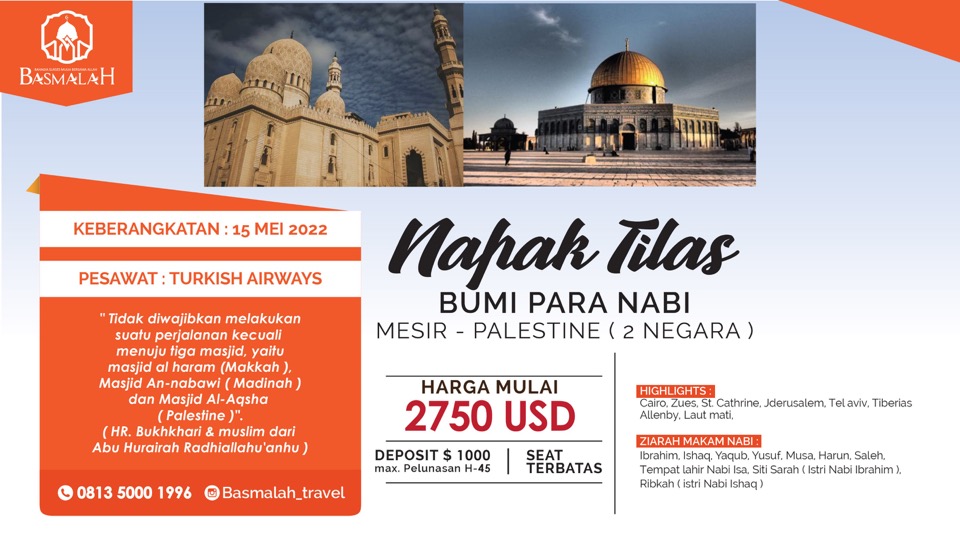 BASMALAH
KEBERANGKATAN : 15 MEI 2022
PESAWAT : TURKISH AIRWAYS
" Tidak diwajibkan melakukan
suatu perjalanan kecuali
menuju tiga masjid, yaitu
masjid al haram (Makkah ),
Masjid An-nabawi ( Madinah )
dan Masjid Al-Aqsha
( Palestine )".
( HR. Bukhkhari & muslim dari
Abu Hurairah Radhiallahu'anhu )
0813 5000 1996
Basmalah_travel
Napak Tilas
BUMI PARA NABI
MESIR - PALESTINE ( 2 NEGARA )
HARGA MULAI
2750 USD
DEPOSIT $ 1000
max. Pelunasan H-45
SEAT
TERBATAS
HIGHLIGHTS :
Cairo, Zues, St. Cathrine, Jderusalem, Tel aviv, Tiberias
Allenby, Laut mati,
ZIARAH MAKAM NABI :
Ibrahim, Ishaq, Yaqub, Yusuf, Musa, Harun, Saleh,
Tempat lahir Nabi Isa, Siti Sarah ( Istri Nabi Ibrahim ),
Ribkah ( istri Nabi Ishaq )